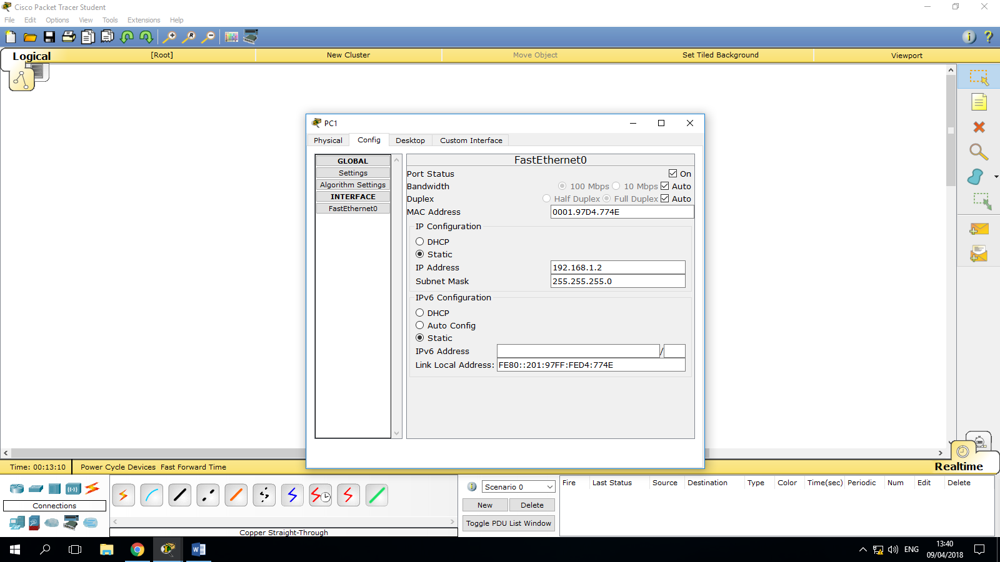 Cisco Packet Tracer Student
File Edit Options View Tools Extensions Help
Logical [Root] New Cluster Move Object Set Tiled Background Viewport
PC1
Physical Config Desktop Custom Interface
GLOBAL
Settings
Algorithm Settings
INTERFACE
FastEthernet0
FastEthernet0
Port Status On
Bandwidth 100 Mbps 10 Mbps Auto
Duplex Half Duplex Full Duplex Auto
MAC Address 0001.97D4.774E
IP Configuration
DHCP
Static
IP Address 192.168.1.2
Subnet Mask 255.255.255.0
IPv6 Configuration
DHCP
Auto Config
Static
IPv6 Address /
Link Local Address: FE80::201:97FF:FED4:774E
Time: 00:13:10 Power Cycle Devices Fast Forward Time
Realtime
Connections
Copper Straight-Through
Scenario 0
New Delete
Toggle PDU List Window
Fire Last Status Source Destination Type Color Time(sec) Periodic Num Edit Delete
ENG
13:40
09/04/2018